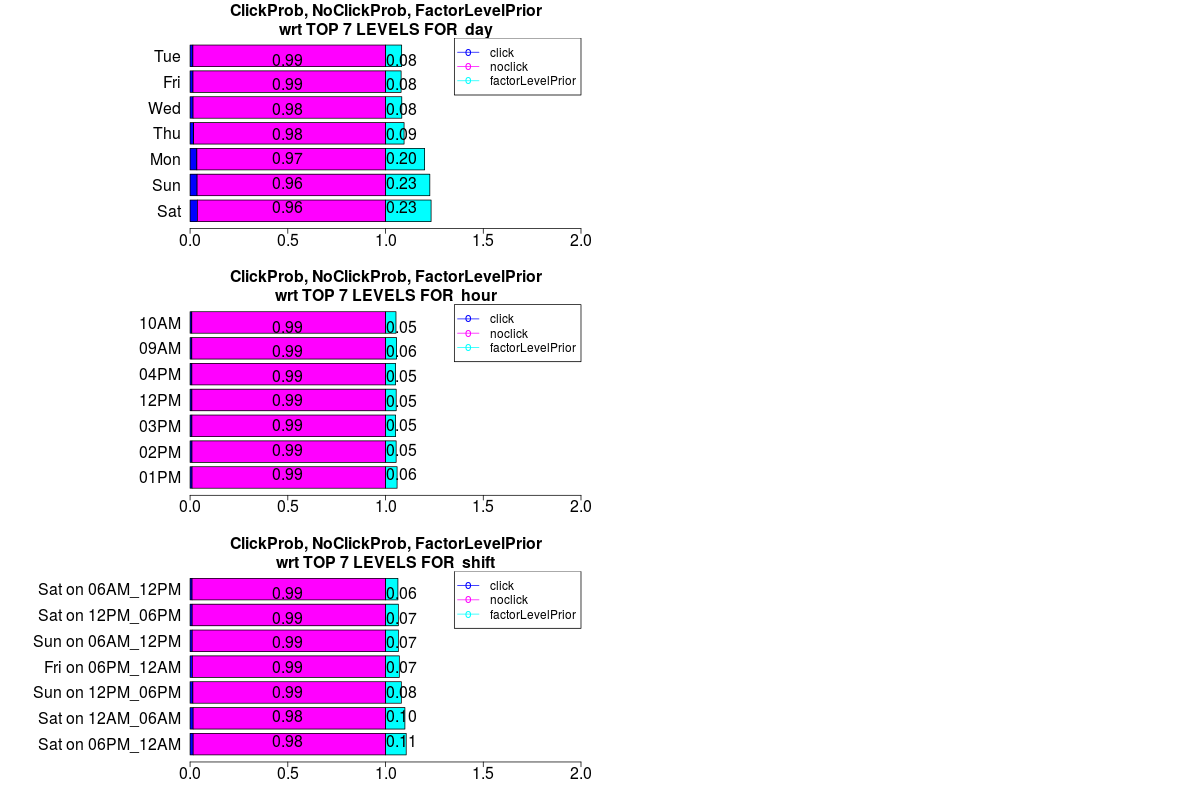 ClickProb, NoClickProb, FactorLevelPrior
wrt TOP 7 LEVELS FOR day
click
noclick
factorLevelPrior
Tue 0.99 0.08
Fri 0.99 0.08
Wed 0.98 0.08
Thu 0.98 0.09
Mon 0.97 0.20
Sun 0.96 0.23
Sat 0.96 0.23
0.0 0.5 1.0 1.5 2.0
ClickProb, NoClickProb, FactorLevelPrior
wrt TOP 7 LEVELS FOR hour
click
noclick
factorLevelPrior
10AM 0.99 0.05
09AM 0.99 0.06
04PM 0.99 0.05
12PM 0.99 0.05
03PM 0.99 0.05
02PM 0.99 0.05
01PM 0.99 0.06
0.0 0.5 1.0 1.5 2.0
ClickProb, NoClickProb, FactorLevelPrior
wrt TOP 7 LEVELS FOR shift
click
noclick
factorLevelPrior
Sat on 06AM_12PM 0.99 0.06
Sat on 12PM_06PM 0.99 0.07
Sun on 06AM_12PM 0.99 0.07
Fri on 06PM_12AM 0.99 0.07
Sun on 12PM_06PM 0.99 0.08
Sat on 12AM_06AM 0.98 0.10
Sat on 06PM_12AM 0.98 0.11
0.0 0.5 1.0 1.5 2.0